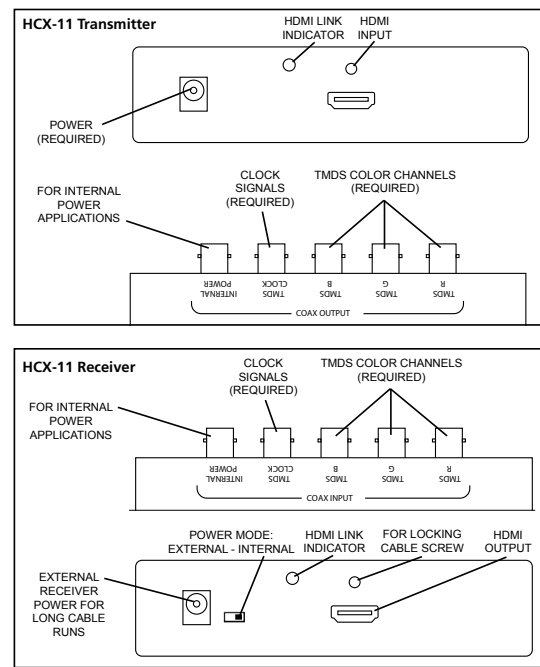 HCX-11 Transmitter
HDMI LINK
INDICATOR
HDMI
INPUT
POWER
(REQUIRED)
FOR INTERNAL
POWER
APPLICATIONS
CLOCK
SIGNALS
(REQUIRED)
TMDS COLOR CHANNELS
(REQUIRED)
INTERNAL
POWER
TMDS
CLOCK
TMDS
B
TMDS
G
TMDS
R
COAX OUTPUT
HCX-11 Receiver
FOR INTERNAL
POWER
APPLICATIONS
CLOCK
SIGNALS
(REQUIRED)
TMDS COLOR CHANNELS
(REQUIRED)
INTERNAL
POWER
TMDS
CLOCK
TMDS
B
TMDS
G
TMDS
R
COAX INPUT
POWER MODE:
EXTERNAL - INTERNAL
HDMI LINK
INDICATOR
FOR LOCKING
CABLE SCREW
HDMI
OUTPUT
EXTERNAL
RECEIVER
POWER FOR
LONG CABLE
RUNS